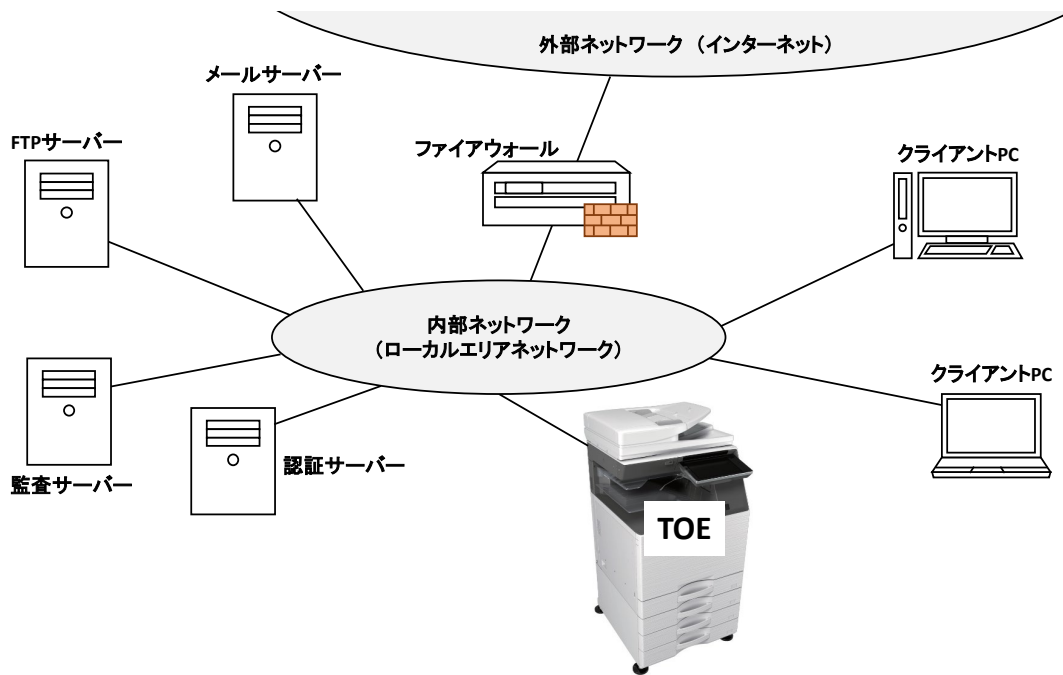 外部ネットワーク (インターネット)
メールサーバー
FTPサーバー
ファイアウォール
クライアントPC
内部ネットワーク
(ローカルエリアネットワーク)
クライアントPC
認証サーバー
監査サーバー
TOE